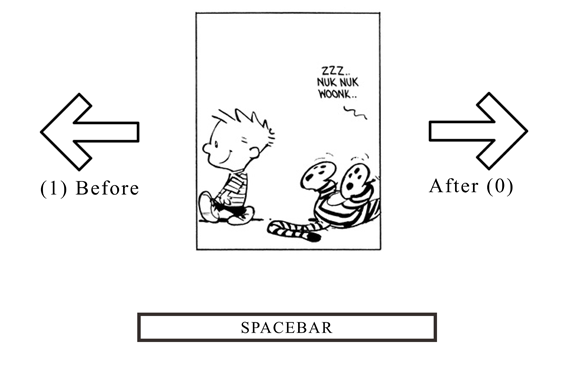 ZZZ..
NUK NUK
WOONK..
(1) Before
After (0)
SPACEBAR